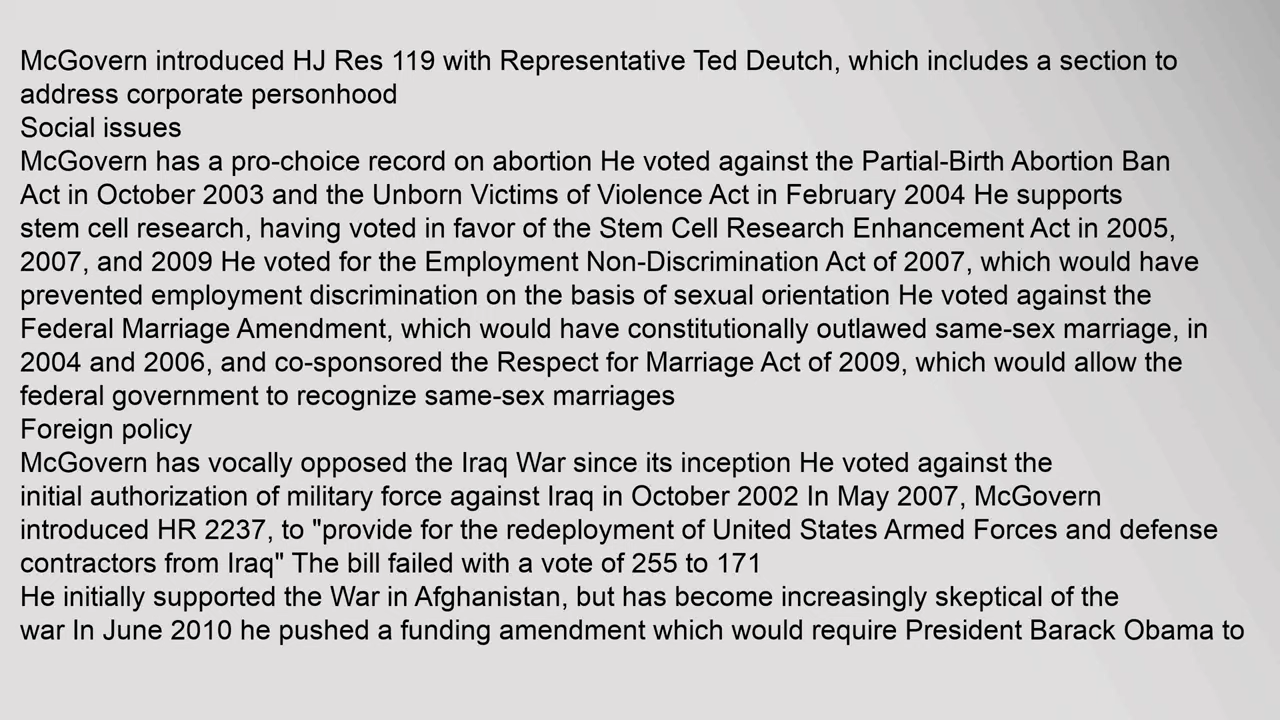 McGovern introduced HJ Res 119 with Representative Ted Deutch, which includes a section to
address corporate personhood
Social issues
McGovern has a pro-choice record on abortion He voted against the Partial-Birth Abortion Ban
Act in October 2003 and the Unborn Victims of Violence Act in February 2004 He supports
stem cell research, having voted in favor of the Stem Cell Research Enhancement Act in 2005,
2007, and 2009 He voted for the Employment Non-Discrimination Act of 2007, which would have
prevented employment discrimination on the basis of sexual orientation He voted against the
Federal Marriage Amendment, which would have constitutionally outlawed same-sex marriage, in
2004 and 2006, and co-sponsored the Respect for Marriage Act of 2009, which would allow the
federal government to recognize same-sex marriages
Foreign policy
McGovern has vocally opposed the Iraq War since its inception He voted against the
initial authorization of military force against Iraq in October 2002 In May 2007, McGovern
introduced HR 2237, to "provide for the redeployment of United States Armed Forces and defense
contractors from Iraq" The bill failed with a vote of 255 to 171
He initially supported the War in Afghanistan, but has become increasingly skeptical of the
war In June 2010 he pushed a funding amendment which would require President Barack Obama to